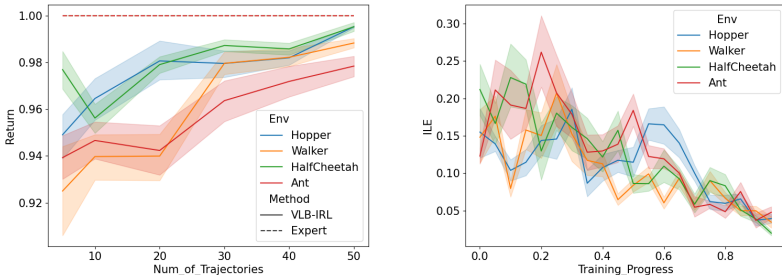 1.00
0.98
0.96
0.94
0.92
Return
10
20
30
40
50
Num_of_Trajectories
Env
Hopper
Walker
HalfCheetah
Ant
Method
VLB-IRL
Expert
0.30
0.25
0.20
0.15
0.10
0.05
ILE
0.0
0.2
0.4
0.6
0.8
Training_Progress
Env
Hopper
Walker
HalfCheetah
Ant